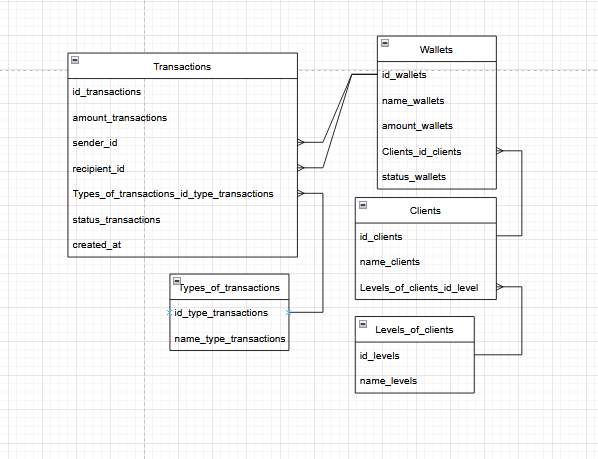 Transactions
id_transactions
amount_transactions
sender_id
recipient_id
Types_of_transactions_id_type_transactions
status_transactions
created_at
Wallets
id_wallets
name_wallets
amount_wallets
Clients_id_clients
status_wallets
Clients
id_clients
name_clients
Levels_of_clients_id_level
Types_of_transactions
id_type_transactions
name_type_transactions
Levels_of_clients
id_levels
name_levels